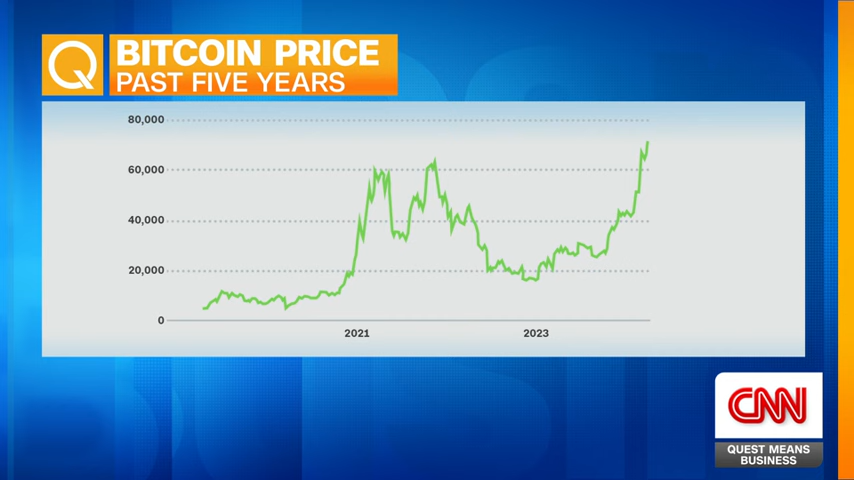 Q
BITCOIN PRICE
PAST FIVE YEARS
80,000
60,000
40,000
20,000
0
2021
2023
CNN
QUEST MEANS
BUSINESS